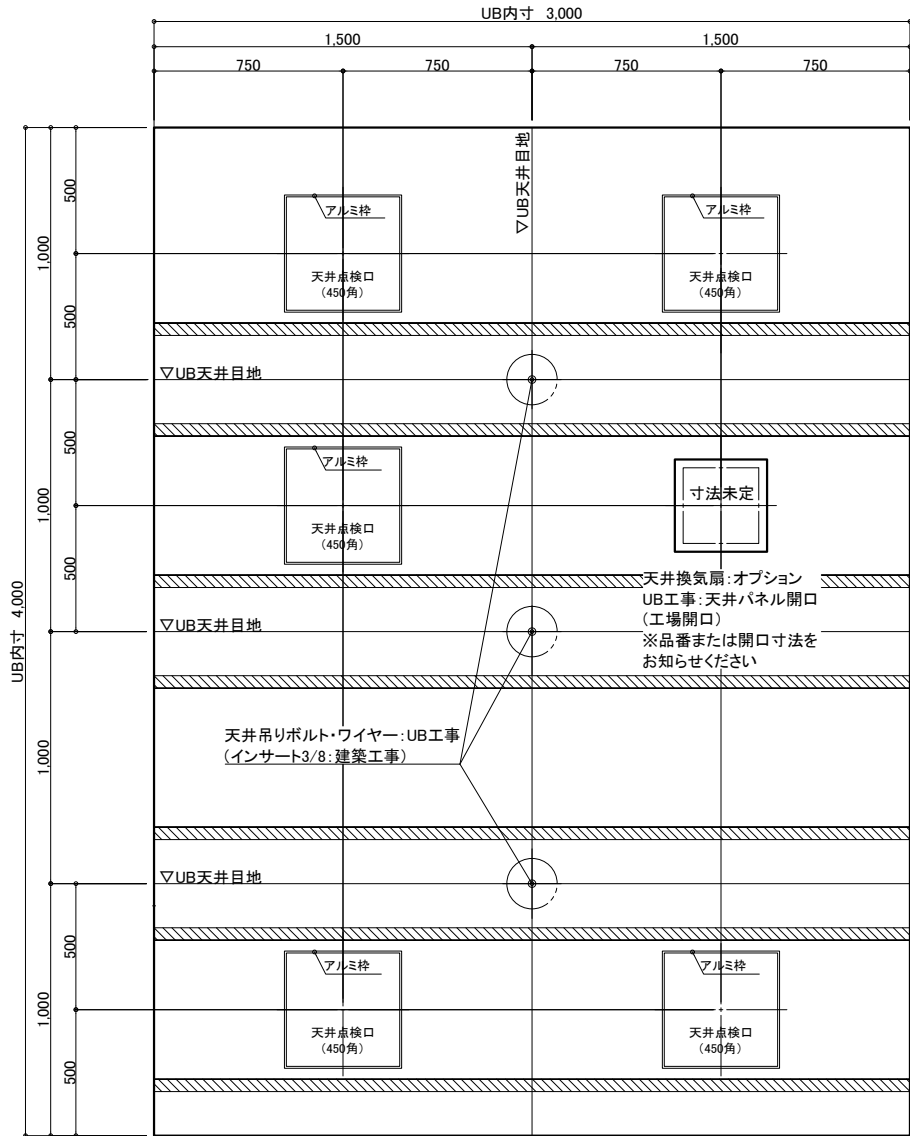 UB内寸 3,000
1,500
1,500
750
750
750
750
▽UB天井目地
500
1,000
500
アルミ枠
天井点検口
(450角)
アルミ枠
天井点検口
(450角)
▽UB天井目地
500
1,000
500
アルミ枠
天井点検口
(450角)
寸法未定
天井換気扇:オプション
UB工事:天井パネル開口
(工場開口)
※品番または開口寸法を
お知らせください
▽UB天井目地
UB内寸 4,000
1,000
天井吊りボルト・ワイヤー:UB工事
(インサート3/8:建築工事)
▽UB天井目地
500
1,000
500
アルミ枠
天井点検口
(450角)
アルミ枠
天井点検口
(450角)